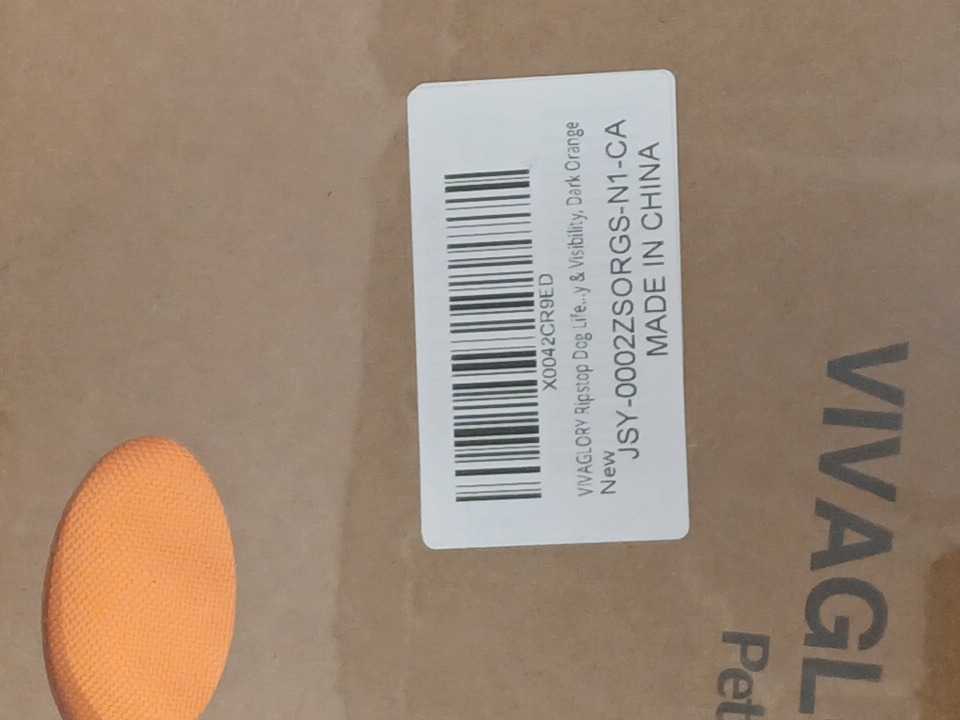 X0042CR9ED
VIVAGLORY Ripstop Dog Life...y & Visibility, Dark Orange
New
JSY-0002ZSORGS-N1-CA
MADE IN CHINA
VIVAGL
Pet